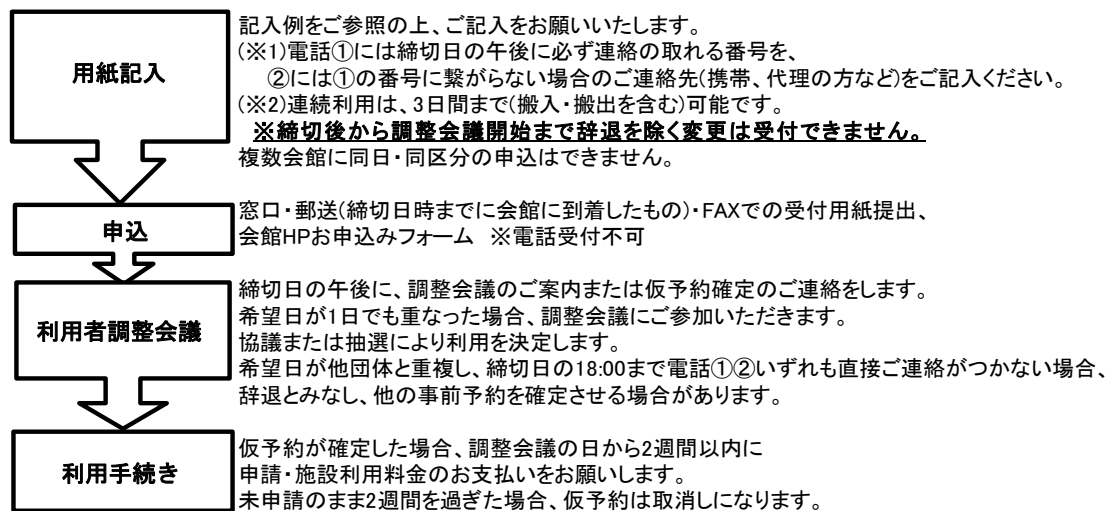 用紙記入
記入例をご参照の上、ご記入をお願いいたします。
(※1)電話①には締切日の午後に必ず連絡の取れる番号を、
②には①の番号に繋がらない場合のご連絡先(携帯、代理の方など)をご記入ください。
(※2)連続利用は、3日間まで(搬入・搬出を含む)可能です。
※締切後から調整会議開始まで辞退を除く変更は受付できません。
複数会館に同日・同区分の申込はできません。
申込
窓口・郵送(締切日時までに会館に到着したもの)・FAXでの受付用紙提出、
会館HPお申込みフォーム ※電話受付不可
利用者調整会議
締切日の午後に、調整会議のご案内または仮予約確定のご連絡をします。
希望日が1日でも重なった場合、調整会議にご参加いただきます。
協議または抽選により利用を決定します。
希望日が他団体と重複し、締切日の18:00まで電話①②いずれも直接ご連絡がつかない場合、
辞退とみなし、他の事前予約を確定させる場合があります。
利用手続き
仮予約が確定した場合、調整会議の日から2週間以内に
申請・施設利用料金のお支払いをお願いします。
未申請のまま2週間を過ぎた場合、仮予約は取消しになります。